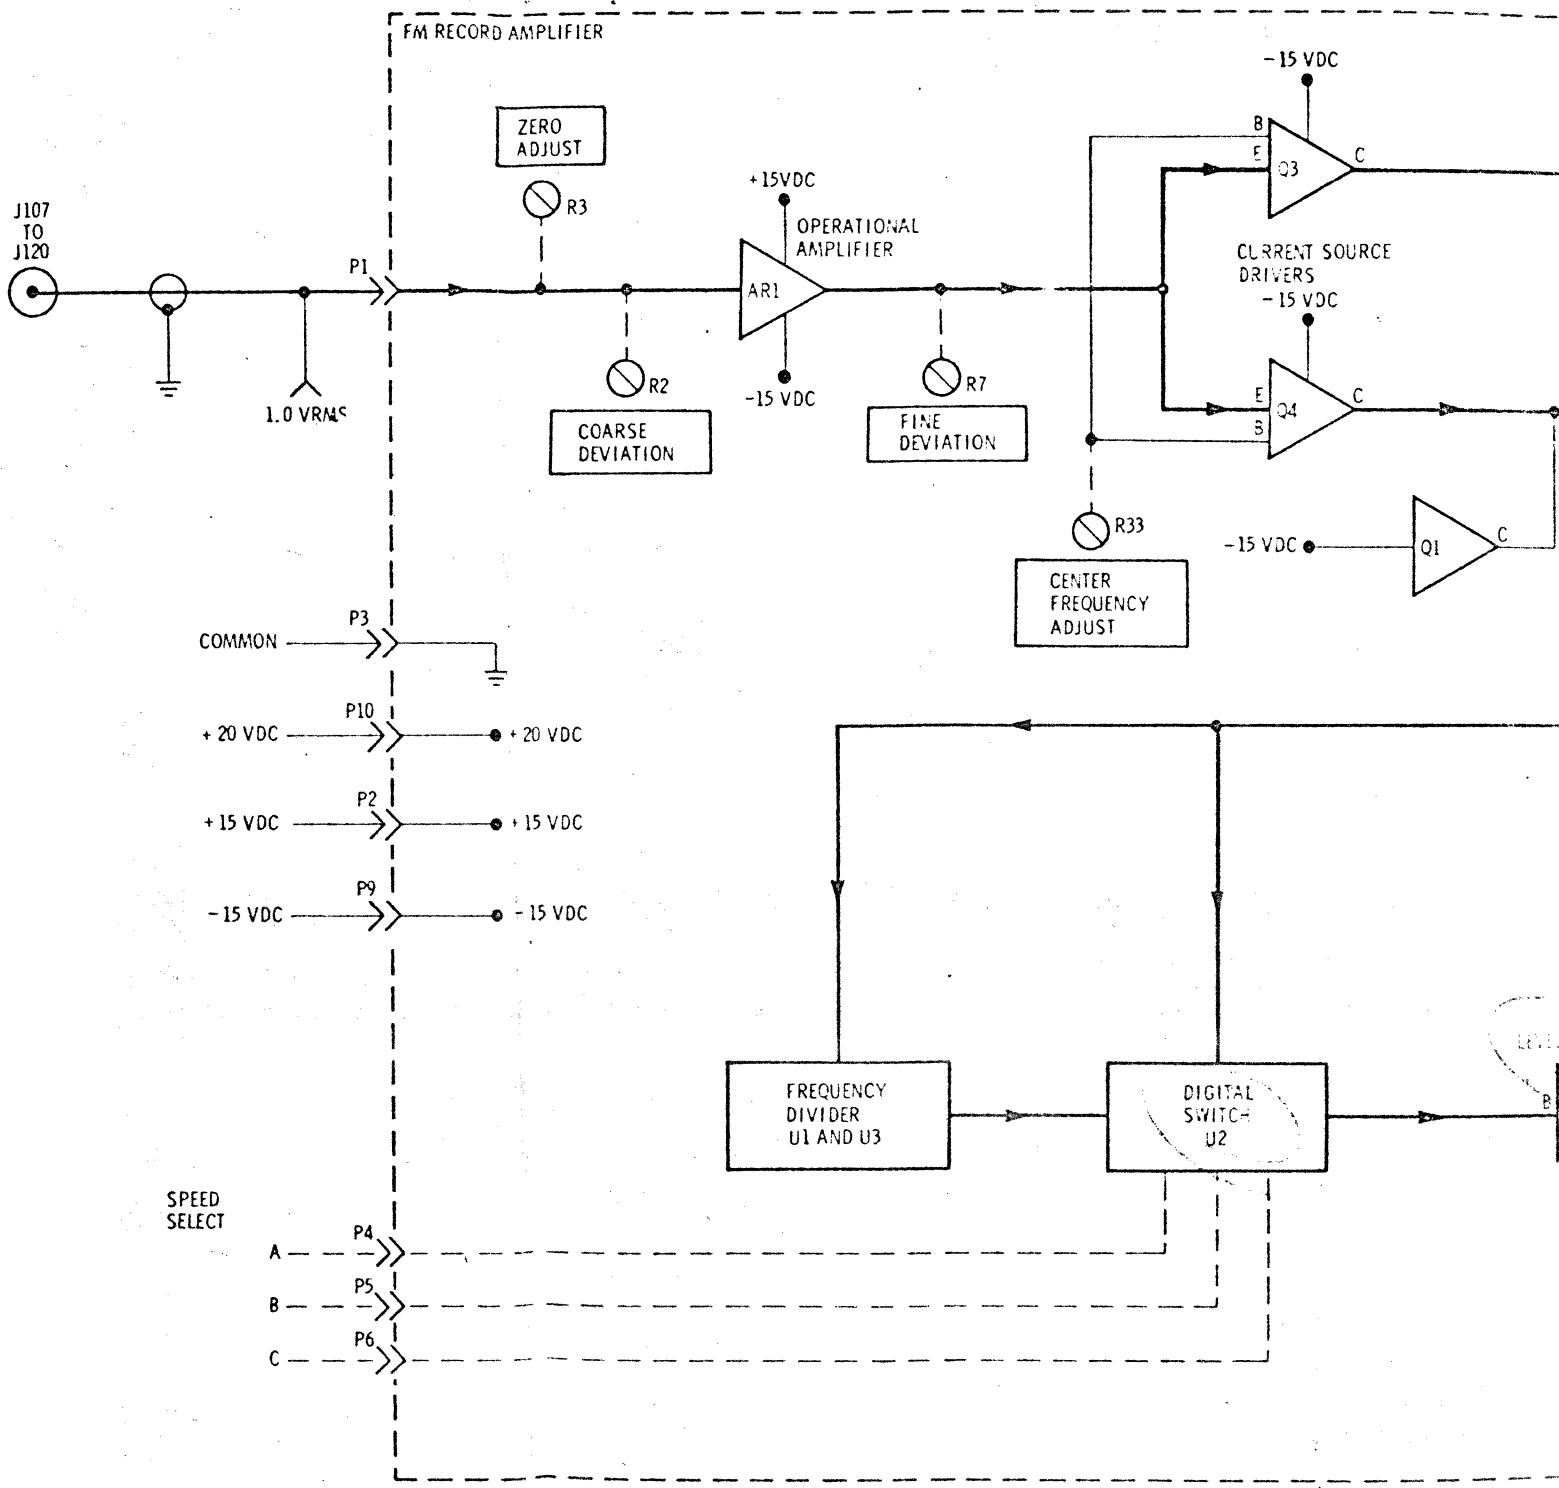 FM RECORD AMPLIFIER
-15 VDC
ZERO
ADJUST
B
E
Q3
C
R3
+15VDC
J107
TO
J120
OPERATIONAL
AMPLIFIER
P1
CURRENT SOURCE
DRIVERS
AR1
-15 VDC
R2
R7
-15 VDC
1.0 VRMS
E
Q4
C
B
COARSE
DEVIATION
FINE
DEVIATION
R33
-15 VDC
Q1
C
CENTER
FREQUENCY
ADJUST
P3
COMMON
P10
+ 20 VDC
+ 20 VDC
P2
+ 15 VDC
+ 15 VDC
P9
- 15 VDC
- 15 VDC
FREQUENCY
DIVIDER
U1 AND U3
DIGITAL
SWITCH
U2
B
SPEED
SELECT
P4
A
P5
B
P6
C